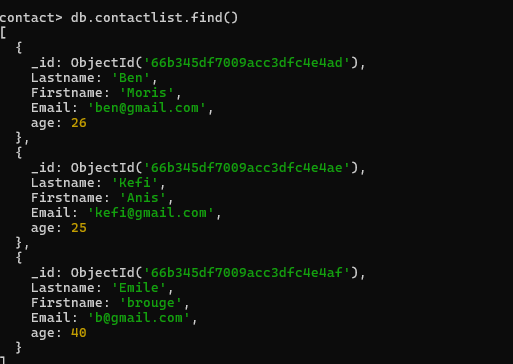 contact> db.contactlist.find()
[
  {
    _id: ObjectId('66b345df7009acc3dfc4e4ad'),
    Lastname: 'Ben',
    Firstname: 'Moris',
    Email: 'ben@gmail.com',
    age: 26
  },
  {
    _id: ObjectId('66b345df7009acc3dfc4e4ae'),
    Lastname: 'Kefi',
    Firstname: 'Anis',
    Email: 'kefi@gmail.com',
    age: 25
  },
  {
    _id: ObjectId('66b345df7009acc3dfc4e4af'),
    Lastname: 'Emile',
    Firstname: 'brouge',
    Email: 'b@gmail.com',
    age: 40
  }
]